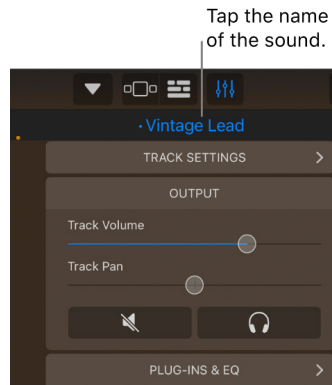 Tap the name
of the sound.
· Vintage Lead
TRACK SETTINGS
OUTPUT
Track Volume
Track Pan
PLUG-INS & EQ